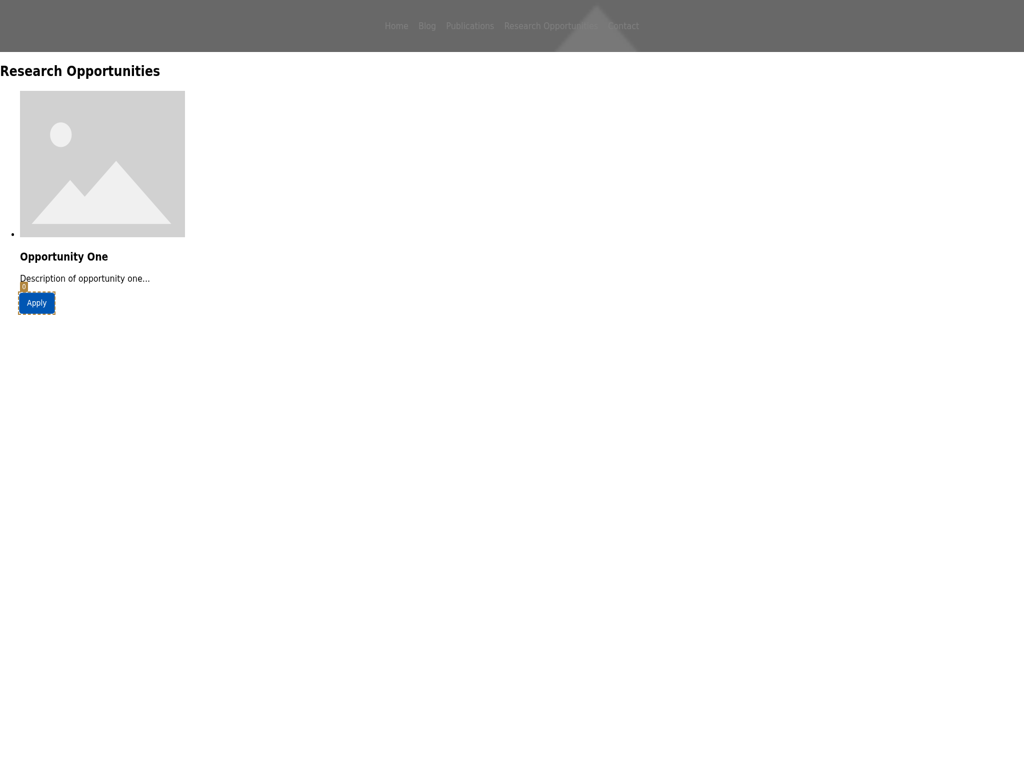 Home Blog Publications Research Opportunities Contact
Research Opportunities
Opportunity One
Description of opportunity one...
0
Apply